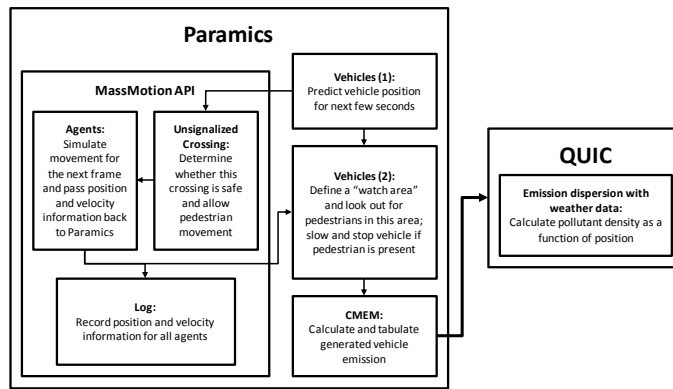 Paramics
MassMotion API
Agents:
Simulate
movement for
the next frame
and pass position
and velocity
information back
to Paramics
Unsignalized
Crossing:
Determine
whether this
crossing is safe
and allow
pedestrian
movement
Log:
Record position and velocity
information for all agents
Vehicles (1):
Predict vehicle position
for next few seconds
Vehicles (2):
Define a “watch area”
and look out for
pedestrians in this area;
slow and stop vehicle if
pedestrian is present
CMEM:
Calculate and tabulate
generated vehicle
emission
QUIC
Emission dispersion with
weather data:
Calculate pollutant density as a
function of position